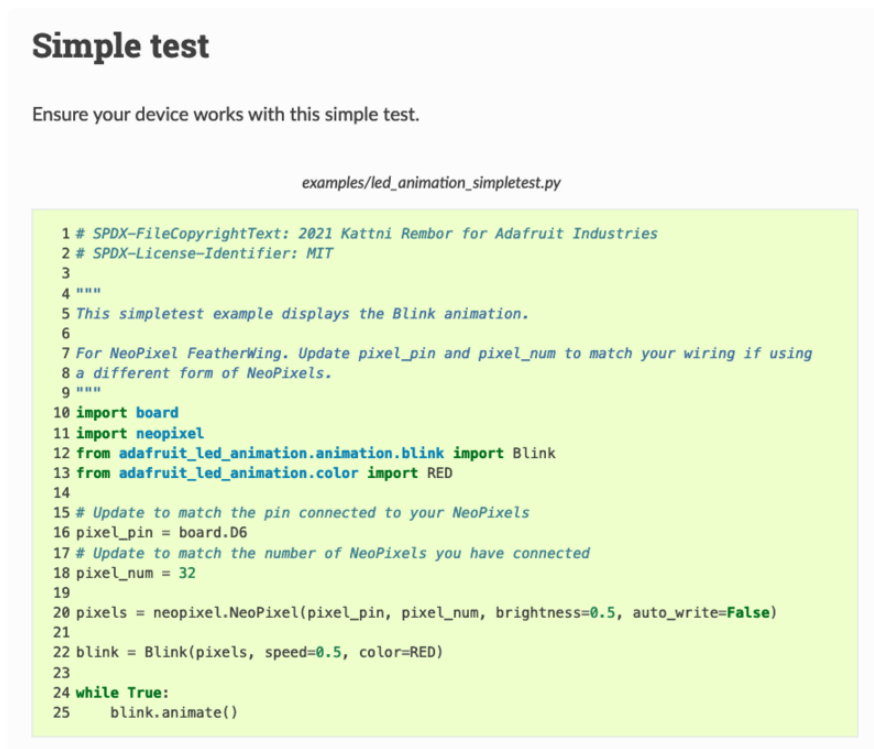 Simple test
Ensure your device works with this simple test.
examples/led_animation_simpletest.py
1 # SPDX-FileCopyrightText: 2021 Kattni Rembor for Adafruit Industries
2 # SPDX-License-Identifier: MIT
3
4 """
5 This simpletest example displays the Blink animation.
6
7 For NeoPixel FeatherWing. Update pixel_pin and pixel_num to match your wiring if using
8 a different form of NeoPixels.
9 """
10 import board
11 import neopixel
12 from adafruit_led_animation.animation.blink import Blink
13 from adafruit_led_animation.color import RED
14
15 # Update to match the pin connected to your NeoPixels
16 pixel_pin = board.D6
17 # Update to match the number of NeoPixels you have connected
18 pixel_num = 32
19
20 pixels = neopixel.NeoPixel(pixel_pin, pixel_num, brightness=0.5, auto_write=False)
21
22 blink = Blink(pixels, speed=0.5, color=RED)
23
24 while True:
25     blink.animate()